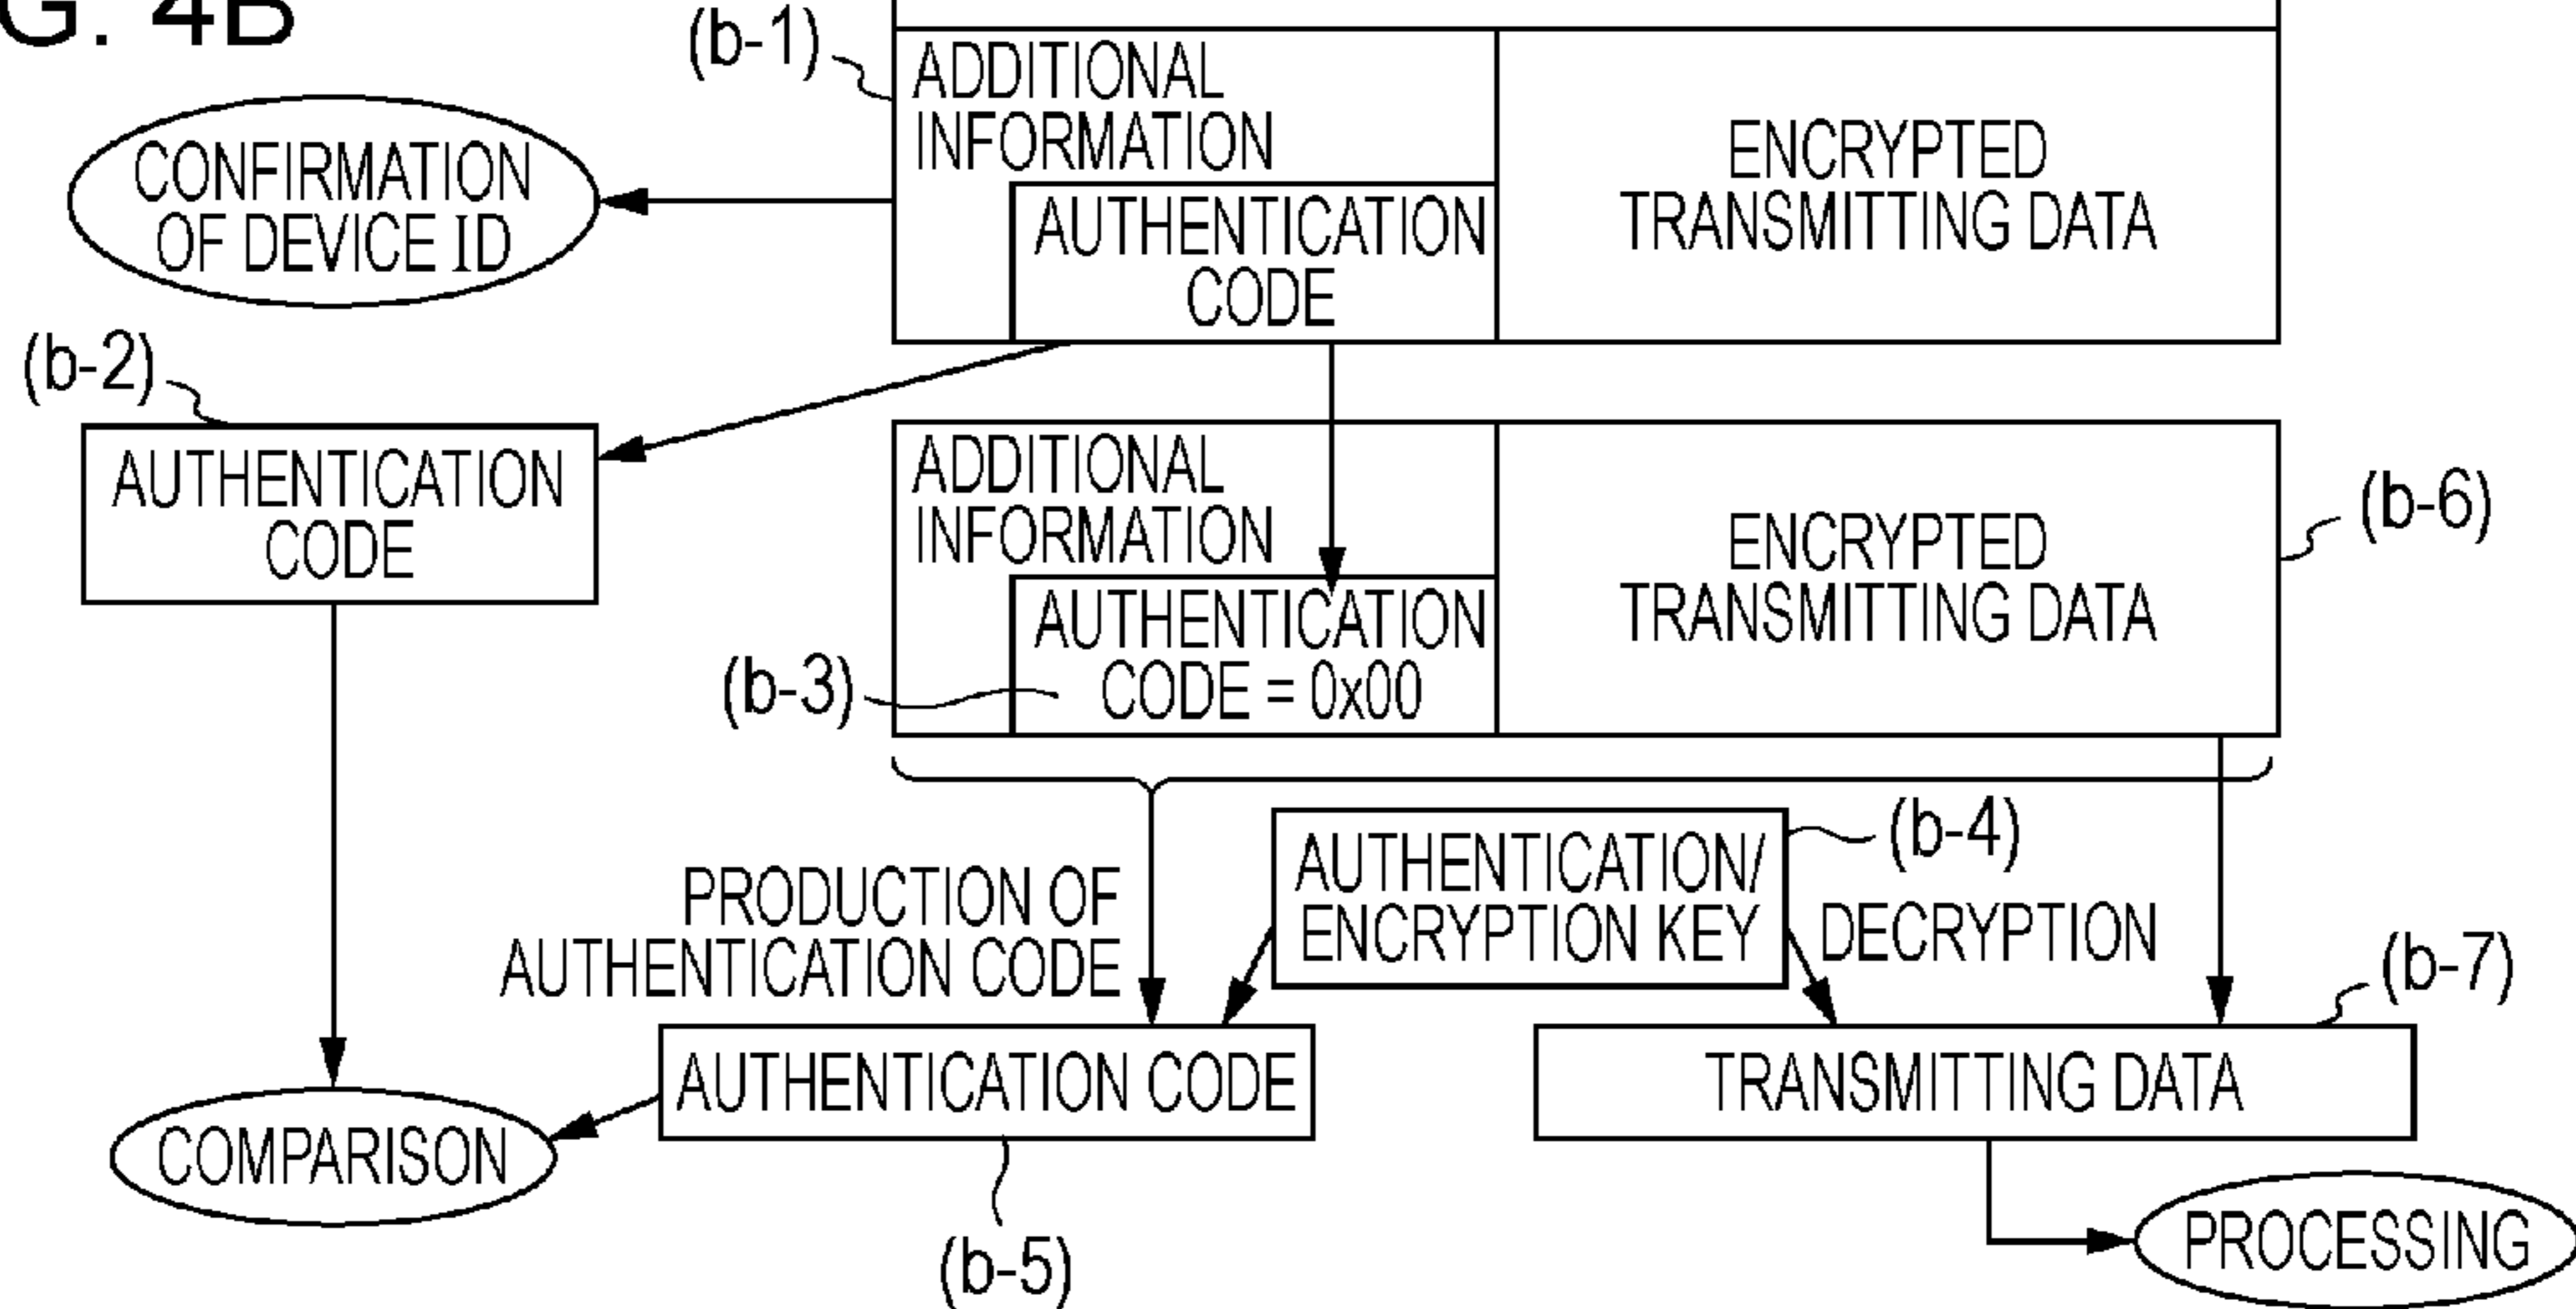 G. 4B
(b-1)
ADDITIONAL
INFORMATION
AUTHENTICATION
CODE
ENCRYPTED
TRANSMITTING DATA
CONFIRMATION
OF DEVICE ID
(b-2)
AUTHENTICATION
CODE
ADDITIONAL
INFORMATION
(b-3)
AUTHENTICATION
CODE = 0x00
ENCRYPTED
TRANSMITTING DATA
(b-6)
PRODUCTION OF
AUTHENTICATION CODE
AUTHENTICATION/
ENCRYPTION KEY
(b-4)
DECRYPTION
(b-7)
COMPARISON
AUTHENTICATION CODE
(b-5)
TRANSMITTING DATA
PROCESSING